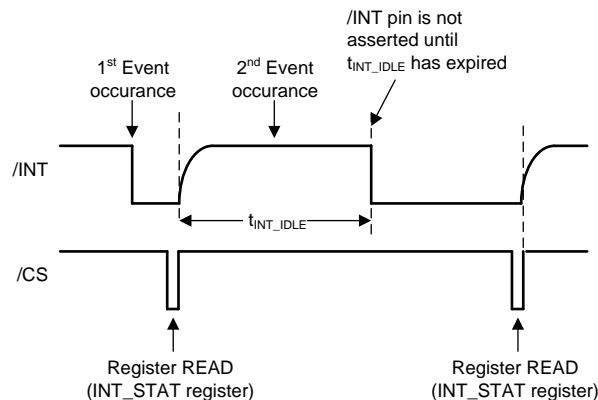 /INT pin is not
asserted until
tINT_IDLE has expired
1st Event
occurance
2nd Event
occurance
/INT
tINT_IDLE
/CS
Register READ
(INT_STAT register)
Register READ
(INT_STAT register)